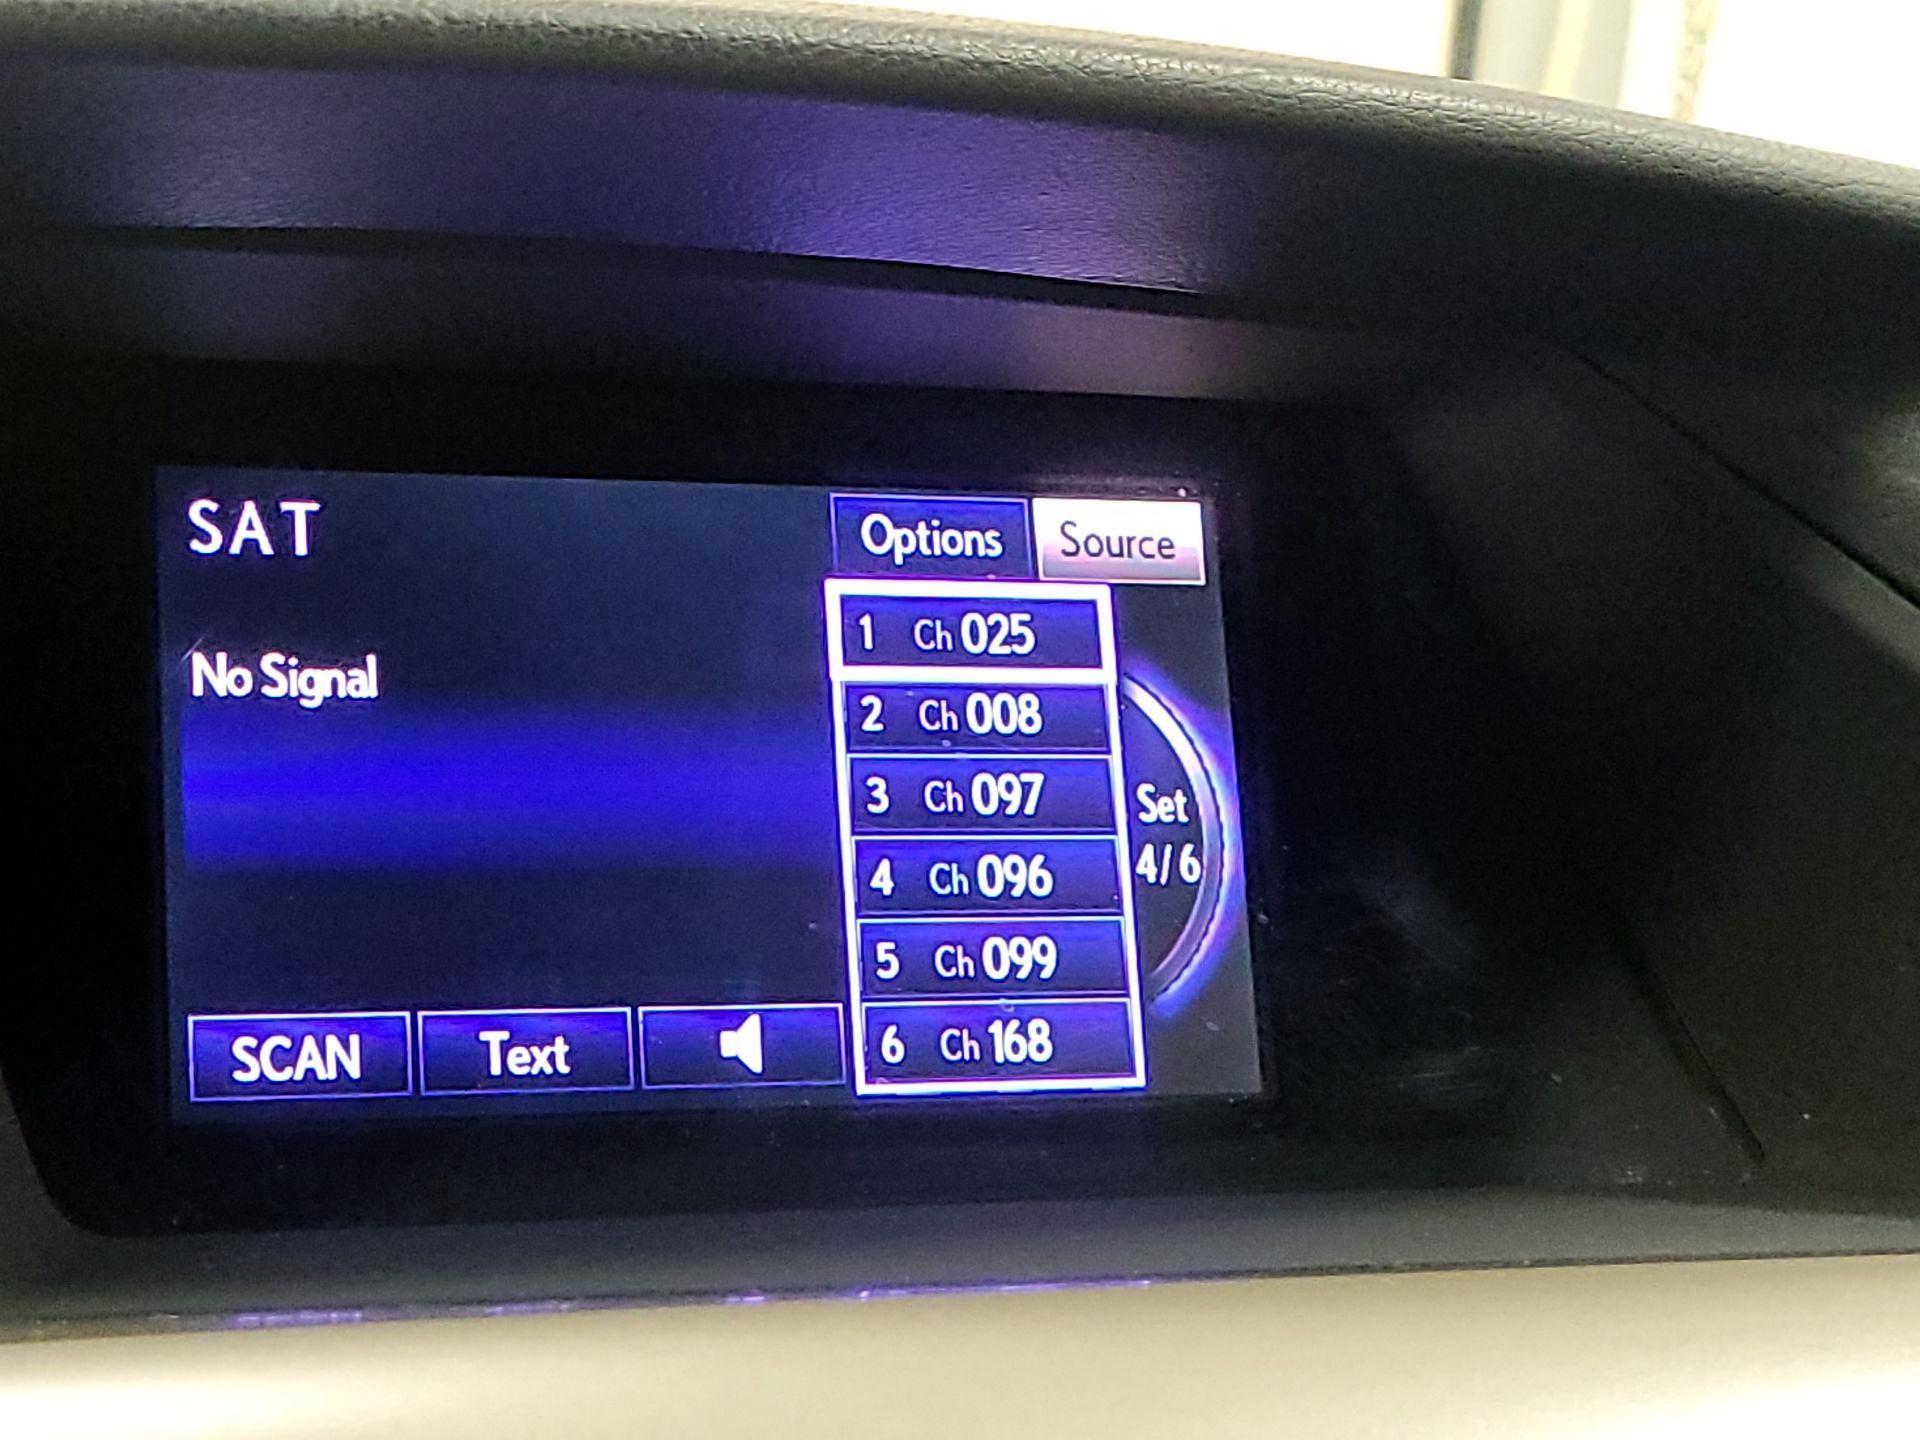 SAT
Options
Source
No Signal
1 Ch 025
2 Ch 008
3 Ch 097
4 Ch 096
5 Ch 099
6 Ch 168
Set
4/6
SCAN
Text